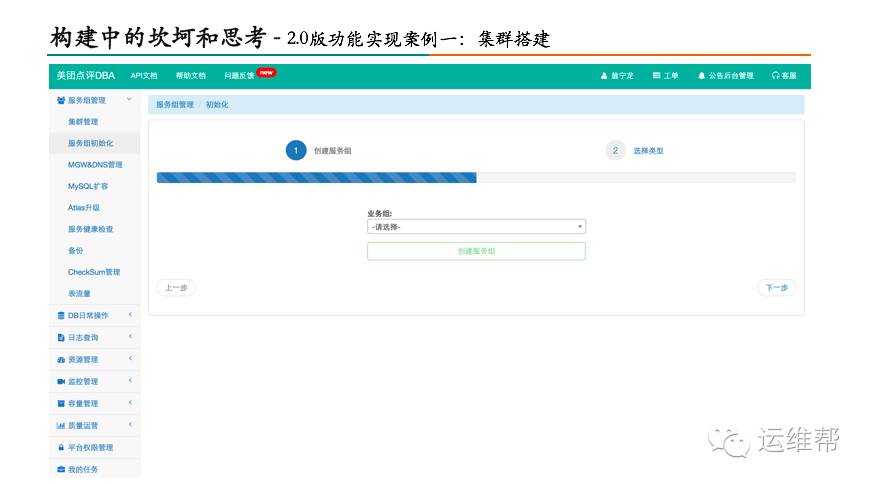 构建中的坎坷和思考 - 2.0版功能实现案例一：集群搭建
美团点评DBA API文档 帮助文档 问题反馈 new 翁宁龙 工单 公告后台管理 客服
服务组管理
集群管理
服务组初始化
MGW&DNS管理
MySQL扩容
Atlas升级
服务健康检查
备份
CheckSum管理
表流量
DB日常操作
日志查询
资源管理
监控管理
容量管理
质量运营
平台权限管理
我的任务
服务组管理 / 初始化
1 创建服务组 2 选择类型
业务组:
-请选择-
创建服务组
上一步 下一步
运维帮